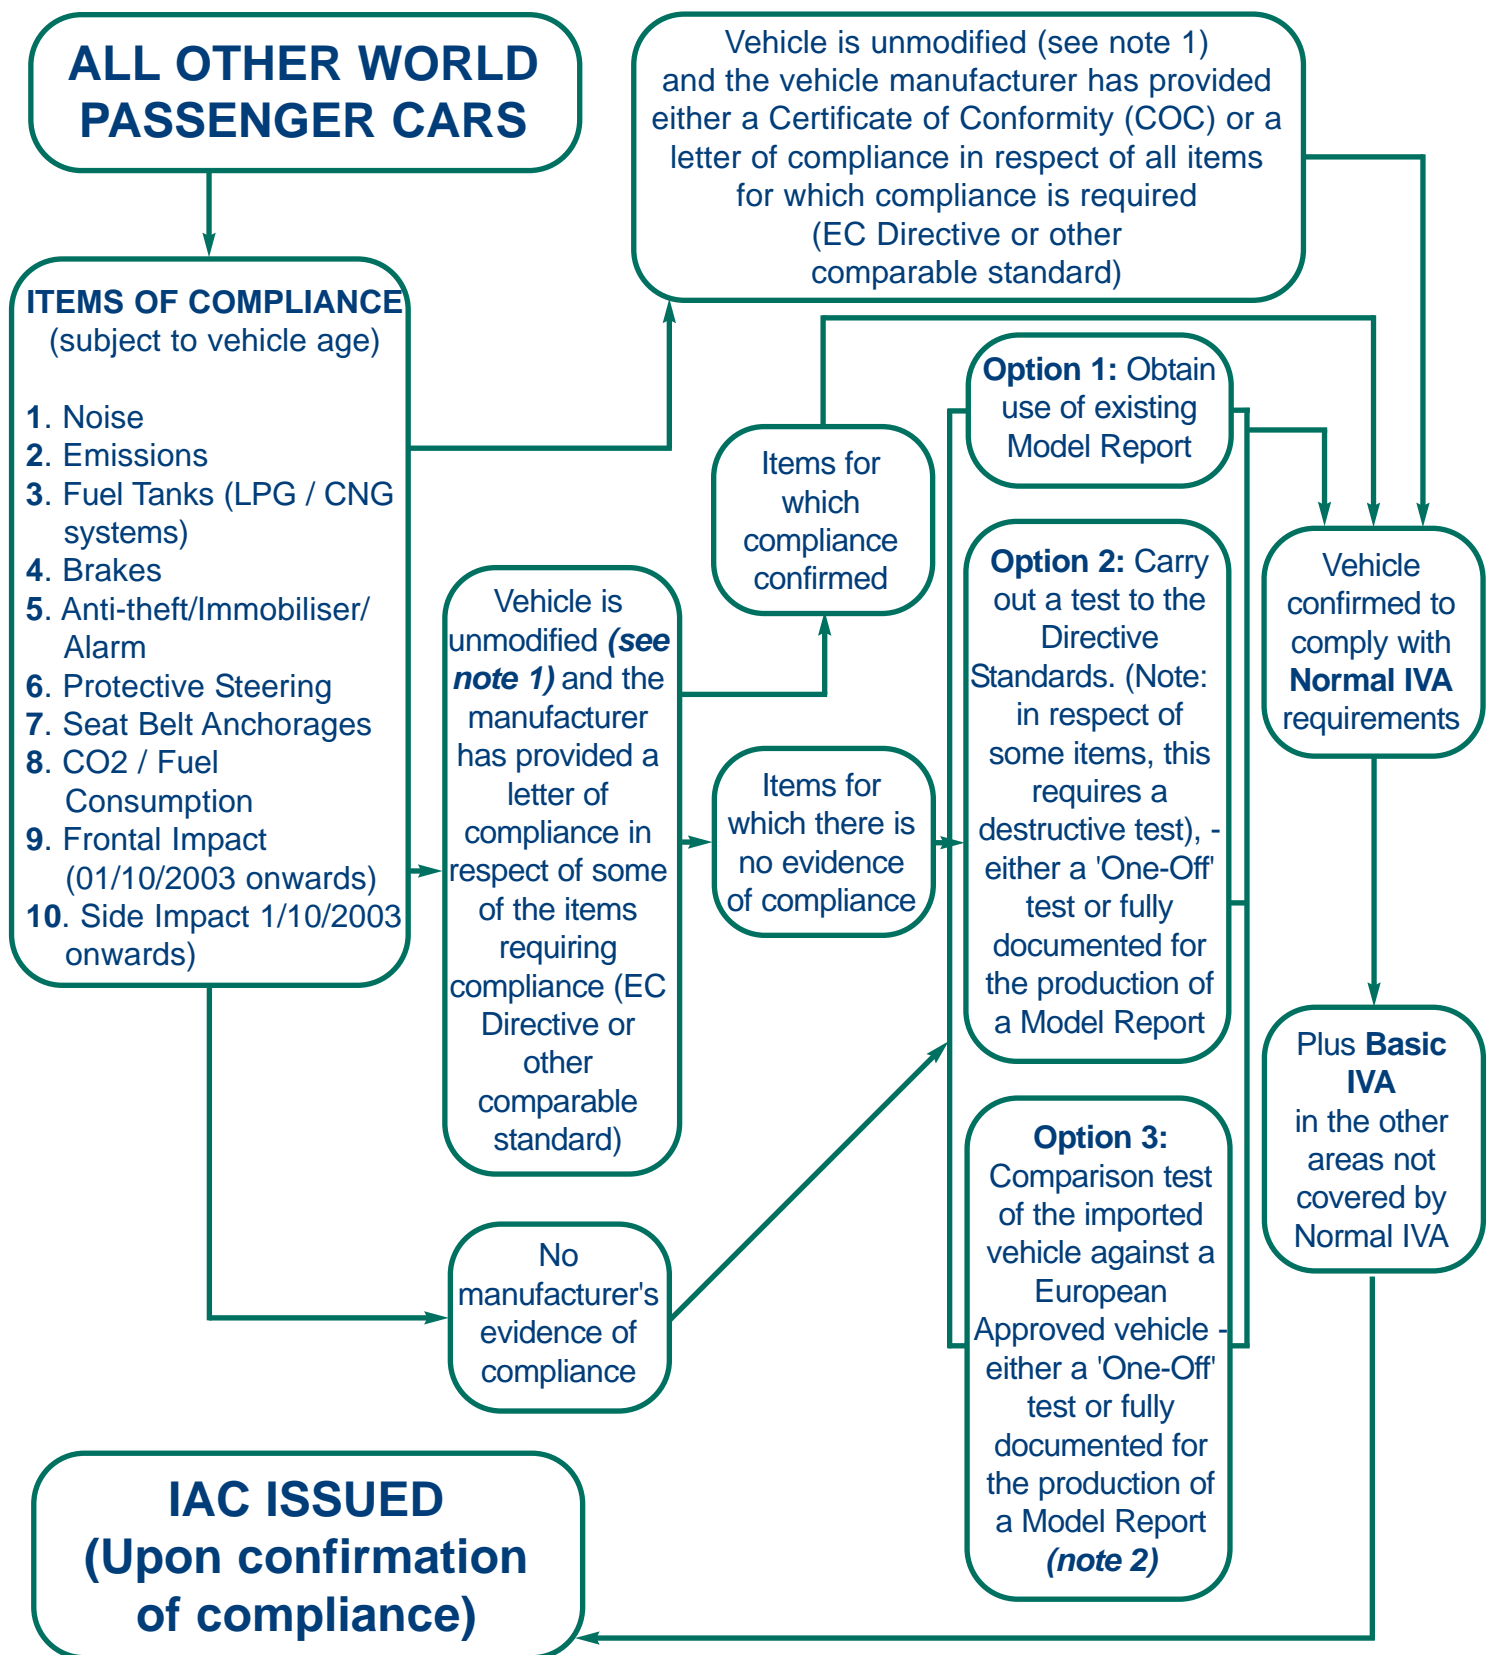 ALL OTHER WORLD
PASSENGER CARS
Vehicle is unmodified (see note 1)
and the vehicle manufacturer has provided
either a Certificate of Conformity (COC) or a
letter of compliance in respect of all items
for which compliance is required
(EC Directive or other
comparable standard)
ITEMS OF COMPLIANCE
(subject to vehicle age)
1. Noise
2. Emissions
3. Fuel Tanks (LPG / CNG
systems)
4. Brakes
5. Anti-theft/Immobiliser/
Alarm
6. Protective Steering
7. Seat Belt Anchorages
8. CO2 / Fuel
Consumption
9. Frontal Impact
(01/10/2003 onwards)
10. Side Impact 1/10/2003
onwards)
Vehicle is
unmodified (see
note 1) and the
manufacturer
has provided a
letter of
compliance in
respect of some
of the items
requiring
compliance (EC
Directive or
other
comparable
standard)
No
manufacturer's
evidence of
compliance
Items for
which
compliance
confirmed
Items for
which there is
no evidence
of compliance
Option 1: Obtain
use of existing
Model Report
Option 2: Carry
out a test to the
Directive
Standards. (Note:
in respect of
some items, this
requires a
destructive test), -
either a 'One-Off'
test or fully
documented for
the production of
a Model Report
Option 3:
Comparison test
of the imported
vehicle against a
European
Approved vehicle -
either a 'One-Off'
test or fully
documented for
the production of
a Model Report
(note 2)
Vehicle
confirmed to
comply with
Normal IVA
requirements
Plus Basic
IVA
in the other
areas not
covered by
Normal IVA
IAC ISSUED
(Upon confirmation
of compliance)